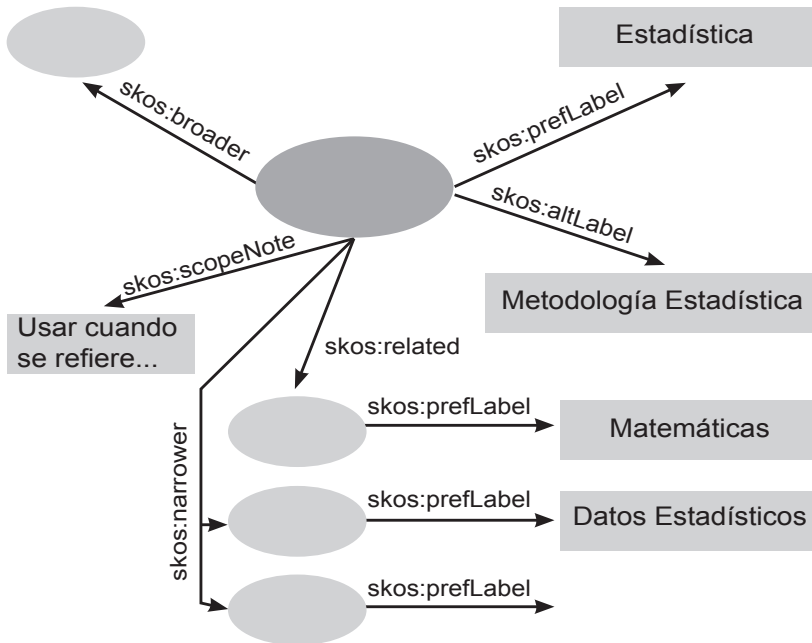 Estadística
skos:broader
skos:prefLabel
skos:altLabel
skos:scopeNote
Metodología Estadística
Usar cuando
se refiere...
skos:related
skos:prefLabel
Matemáticas
skos:narrower
skos:prefLabel
Datos Estadísticos
skos:prefLabel